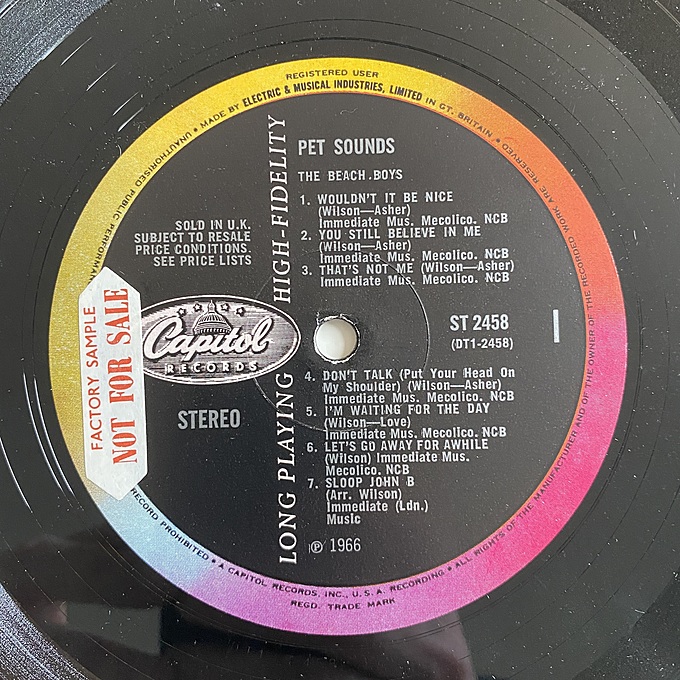 REGISTERED USER
UNAUTHORISED PUBLIC PERFORMAN
• MADE BY ELECTRIC & MUSICAL INDUSTRIES, LIMITED IN GT. BRITAIN •
ALL RIGHTS OF THE MANUFACTURER AND OF THE OWNER OF THE RECORDED WORK ARE RESERVED
RECORD PROHIBITED • A CAPITOL RECORDS, INC., U.S.A. RECORDING •
REGD. TRADE MARK
LONG PLAYING HIGH-FIDELITY
PET SOUNDS
THE BEACH.BOYS
1. WOULDN'T IT BE NICE
(Wilson—Asher)
Immediate Mus. Mecolico. NCB
2. YOU STILL BELIEVE IN ME
(Wilson—Asher)
Immediate Mus. Mecolico. NCB
3. THAT'S NOT ME (Wilson—Asher)
Immediate Mus. Mecolico. NCB
SOLD IN U.K.
SUBJECT TO RESALE
PRICE CONDITIONS.
SEE PRICE LISTS
Capitol
RECORDS
STEREO
ST 2458
(DT1-2458)
1
4. DON'T TALK (Put Your Head On
My Shoulder) (Wilson—Asher)
Immediate Mus. Mecolico. NCB
5. I'M WAITING FOR THE DAY
(Wilson—Love)
Immediate Mus. Mecolico. NCB
6. LET'S GO AWAY FOR AWHILE
(Wilson) Immediate Mus.
Mecolico. NCB
7. SLOOP JOHN B
(Arr. Wilson)
Immediate (Ldn.)
Music
Ⓟ 1966
FACTORY SAMPLE
NOT FOR SALE